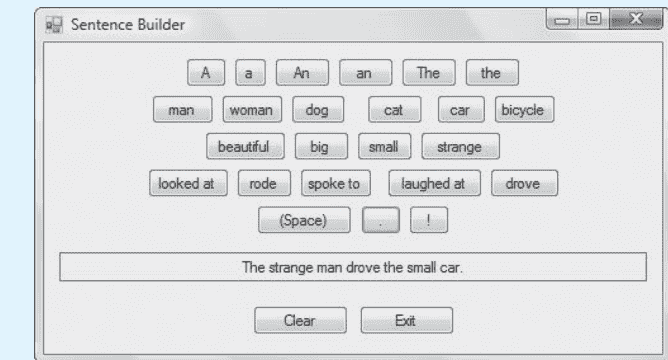 Sentence Builder
A a An an The the
man woman dog cat car bicycle
beautiful big small strange
looked at rode spoke to laughed at drove
(Space) . !
The strange man drove the small car.
Clear Exit